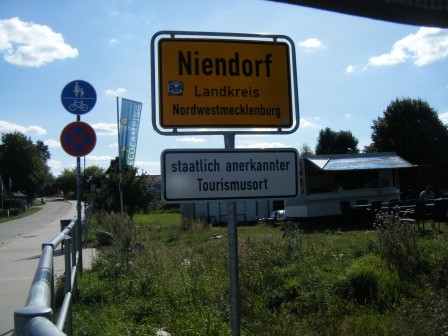 Niendorf
Landkreis
Nordwestmecklenburg
staatlich anerkannter
Tourismusort